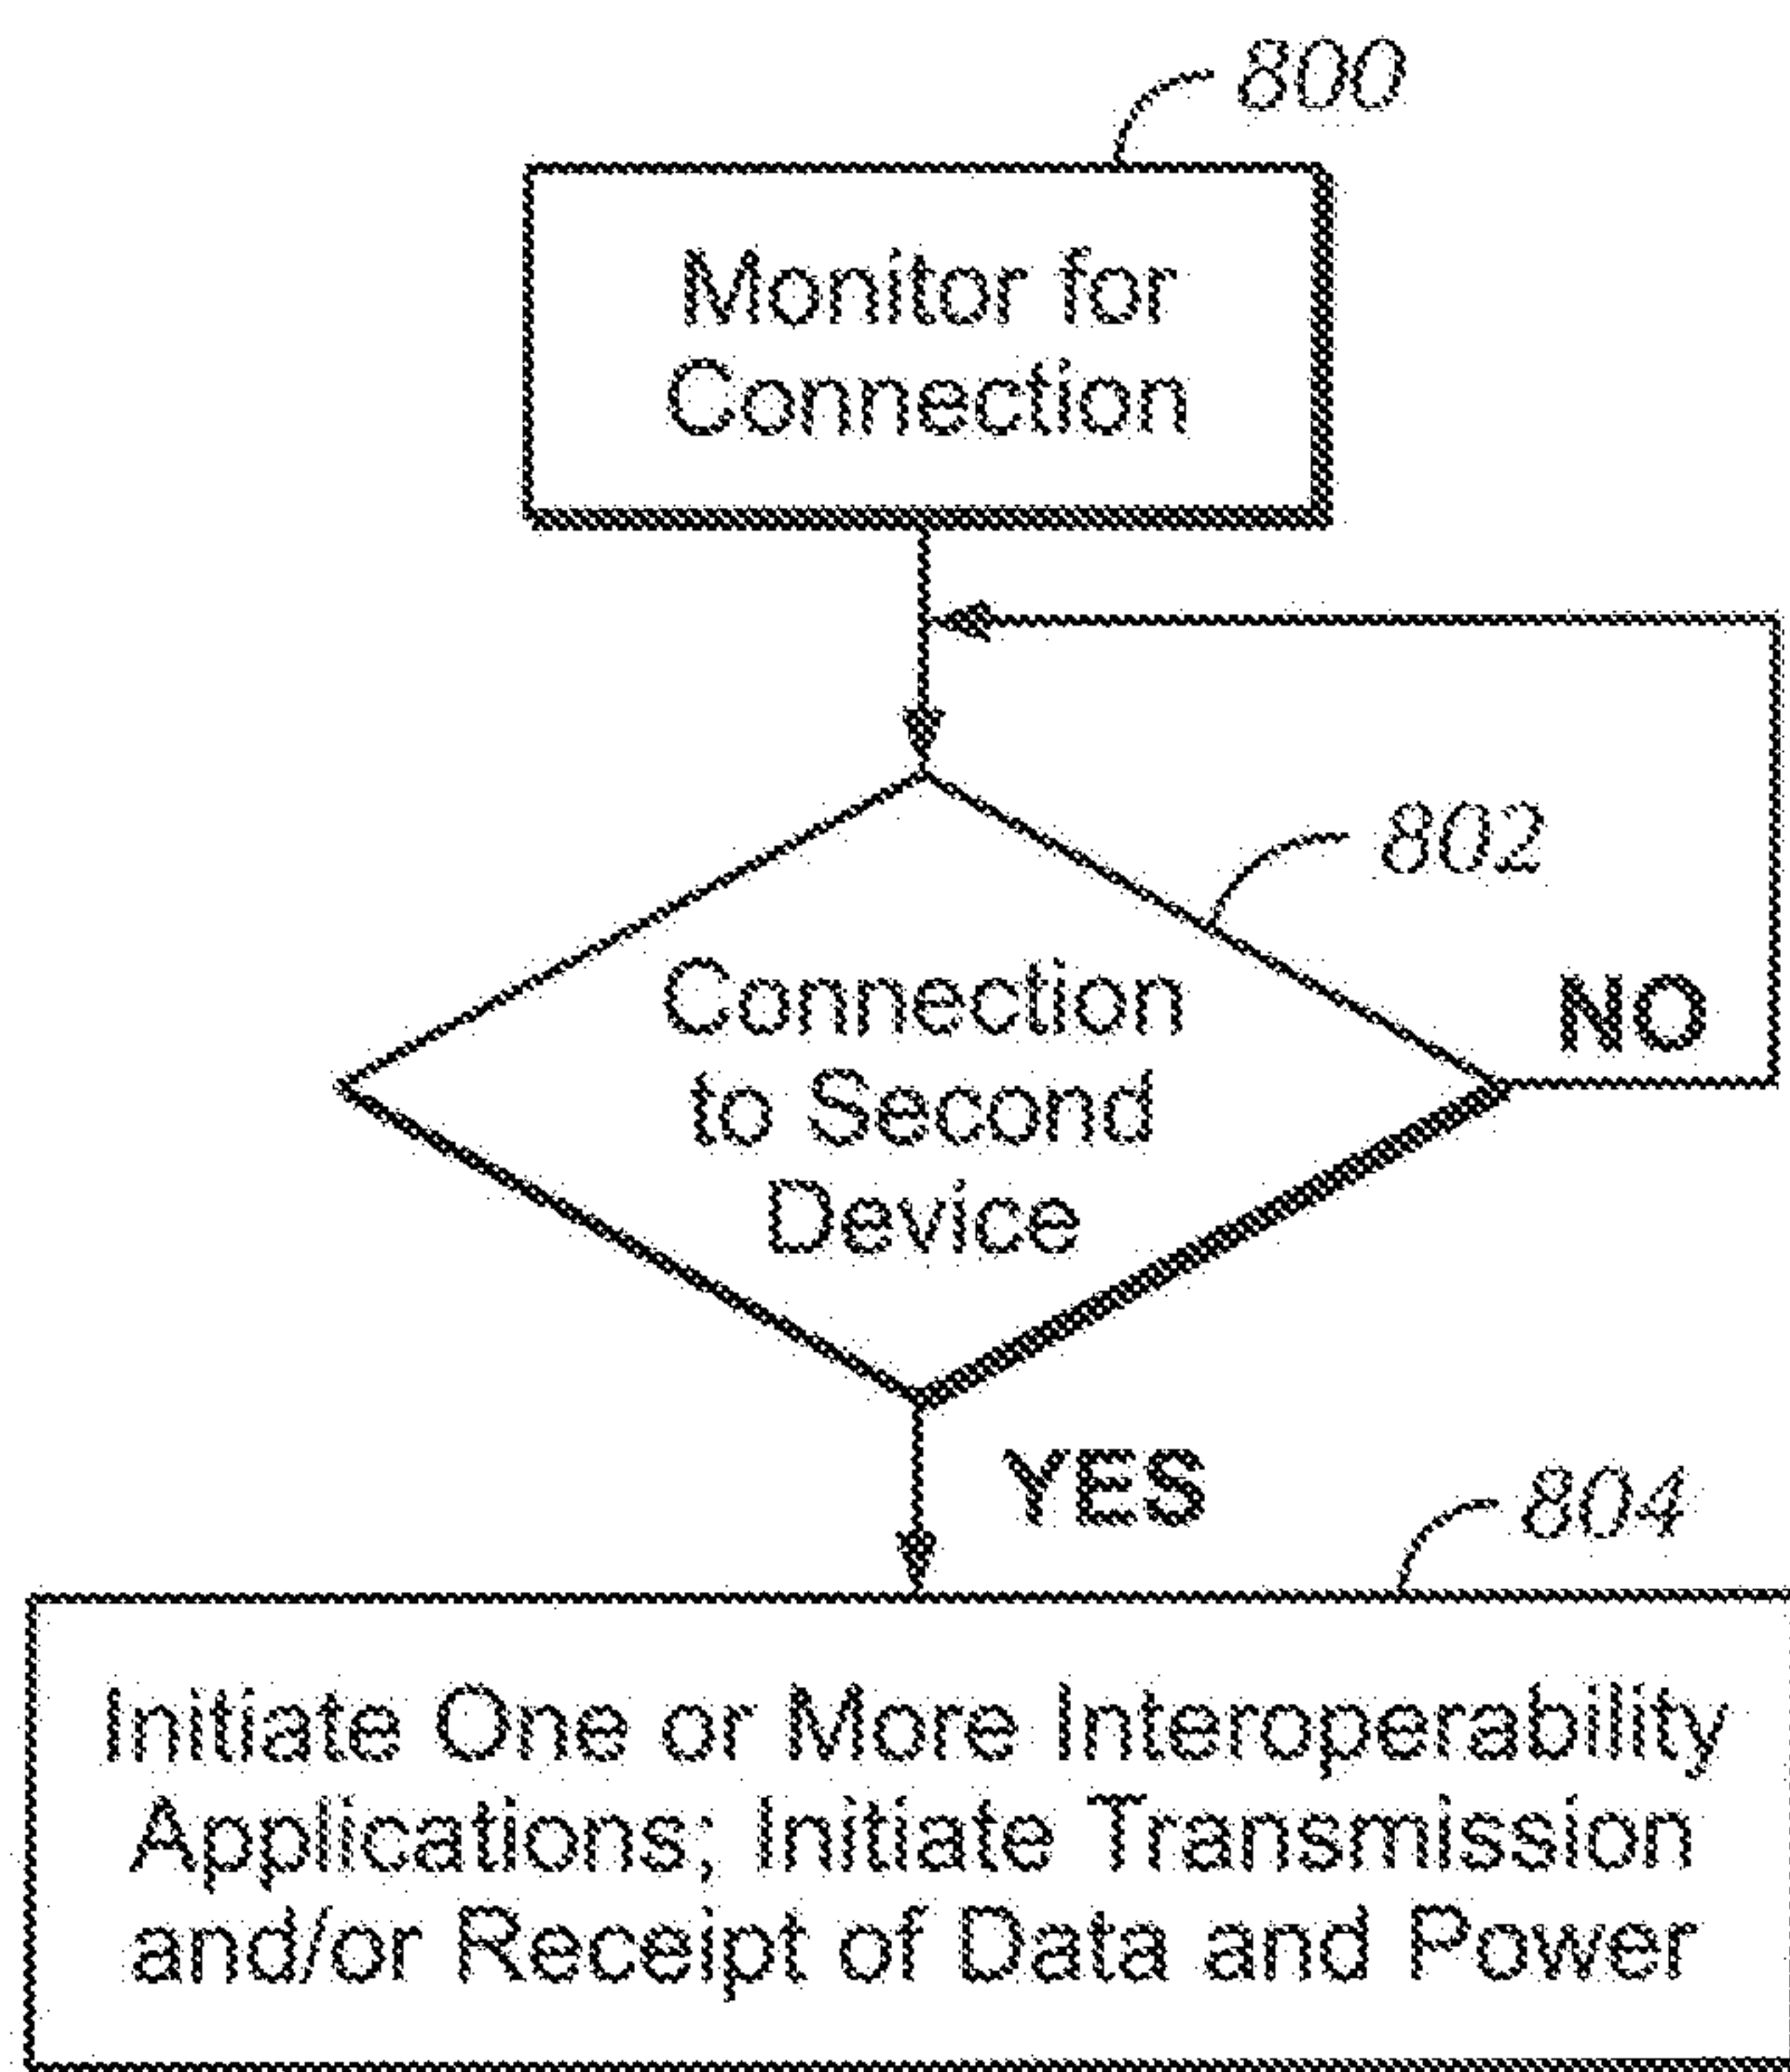 800
Monitor for
Connection
802
Connection
to Second
Device
NO
YES
804
Initiate One or More Interoperability
Applications; Initiate Transmission
and/or Receipt of Data and Power